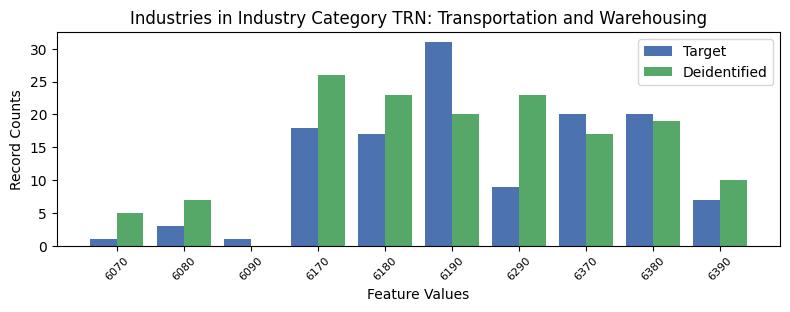 Industries in Industry Category TRN: Transportation and Warehousing
Record Counts
30
25
20
15
10
5
0
Target
Deidentified
6070 6080 6090 6170 6180 6190 6290 6370 6380 6390
Feature Values